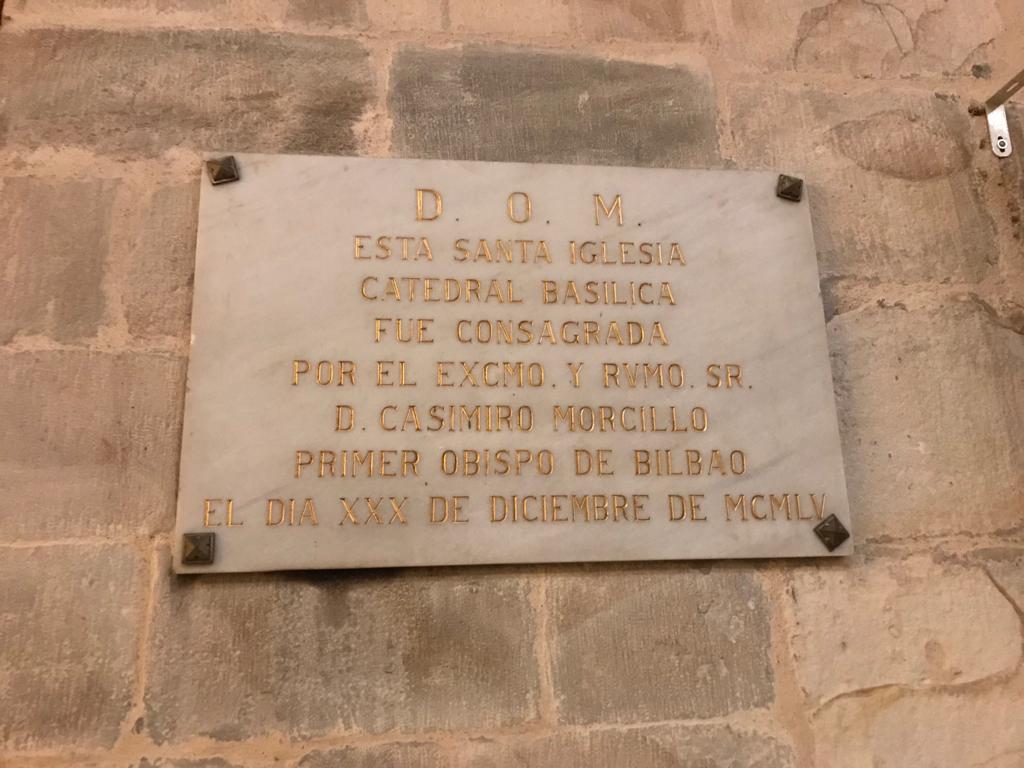 D. O. M.
ESTA SANTA IGLESIA
CATEDRAL BASILICA
FUE CONSAGRADA
POR EL EXCMO. Y RVMO. SR.
D. CASIMIRO MORCILLO
PRIMER OBISPO DE BILBAO
EL DIA XXX DE DICIEMBRE DE MCMLV